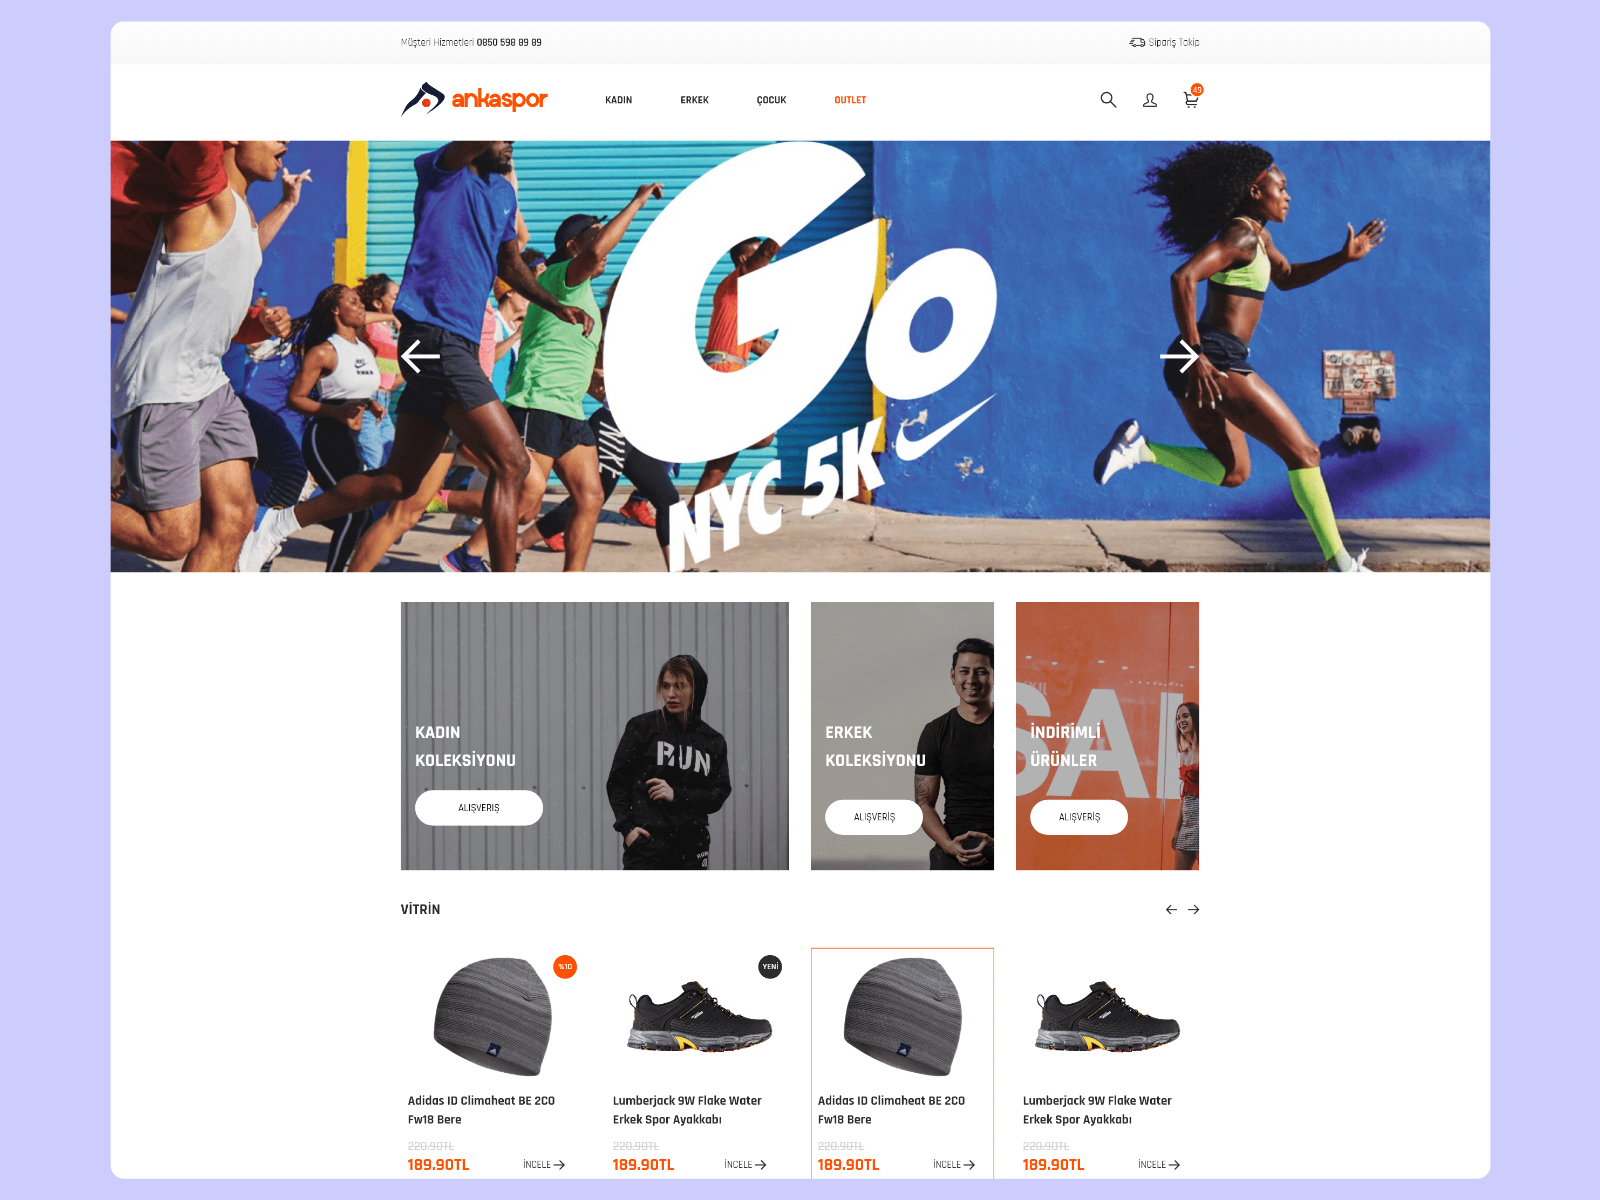 Müşteri Hizmetleri 0850 598 89 89
Sipariş Takip
ankaspor
KADIN
ERKEK
ÇOCUK
OUTLET
49
GO
NIKE
NYC 5K
KADIN
KOLEKSİYONU
ALIŞVERİŞ
RUN
RUN
ERKEK
KOLEKSİYONU
ALIŞVERİŞ
SAL
İNDİRİMLİ
ÜRÜNLER
ALIŞVERİŞ
VİTRİN
%10
Adidas ID Climaheat BE 2CO
Fw18 Bere
220.90TL
189.90TL
İNCELE
YENİ
Lumberjack 9W Flake Water
Erkek Spor Ayakkabı
220.90TL
189.90TL
İNCELE
Adidas ID Climaheat BE 2CO
Fw18 Bere
220.90TL
189.90TL
İNCELE
Lumberjack 9W Flake Water
Erkek Spor Ayakkabı
220.90TL
189.90TL
İNCELE